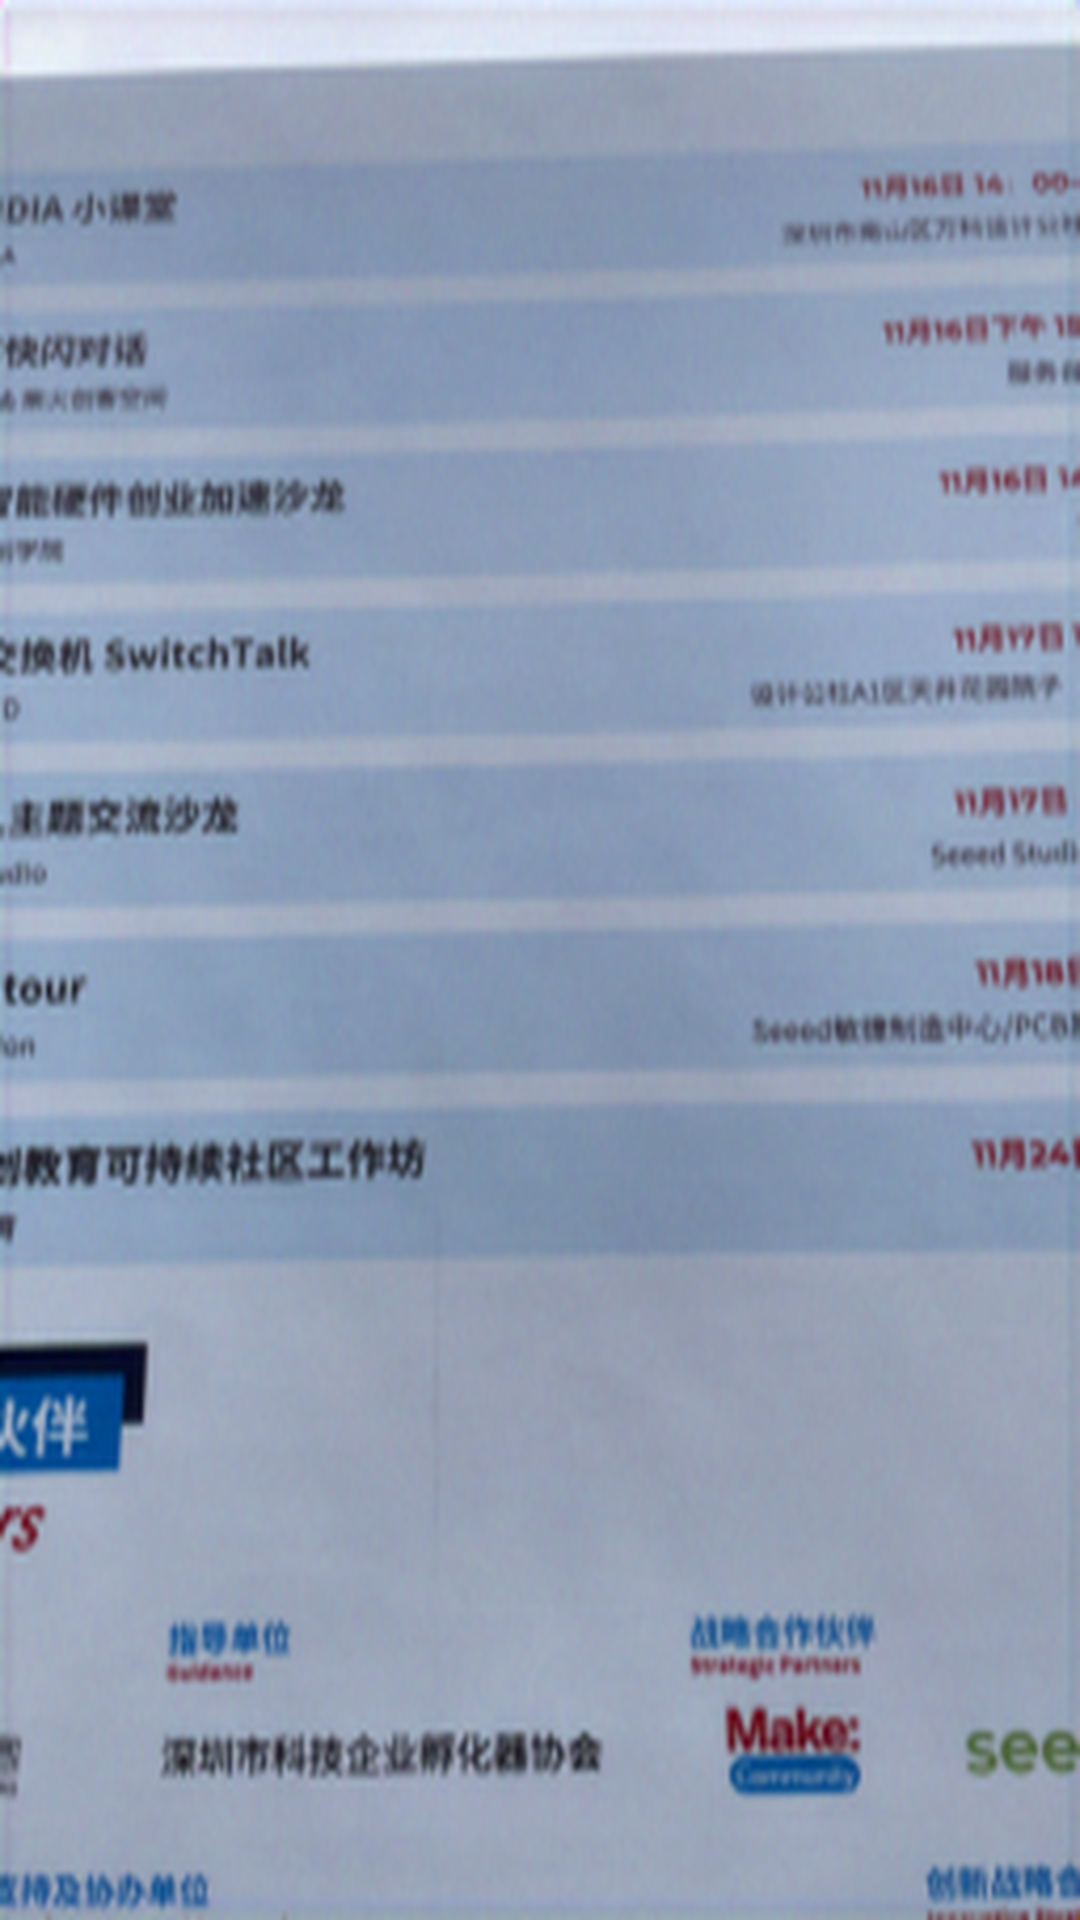 DIA 小课堂
11月16日 14：00-
深圳市南山区万科设计公社
快闪对话
11月16日下午
柴火创客空间
服务
智能硬件创业加速沙龙
11月16日
学院
交换机 SwitchTalk
11月17日
设计公社A1区天井花园院子
主题交流沙龙
11月17日
Seeed Studi
udio
tour
11月18日
Seeed敏捷制造中心/PCB
创教育可持续社区工作坊
11月24日
伙伴
rs
指导单位
Guidance
战略合作伙伴
Strategic Partners
深圳市科技企业孵化器协会
Make:
Community
see
支持及协办单位
创新战略合